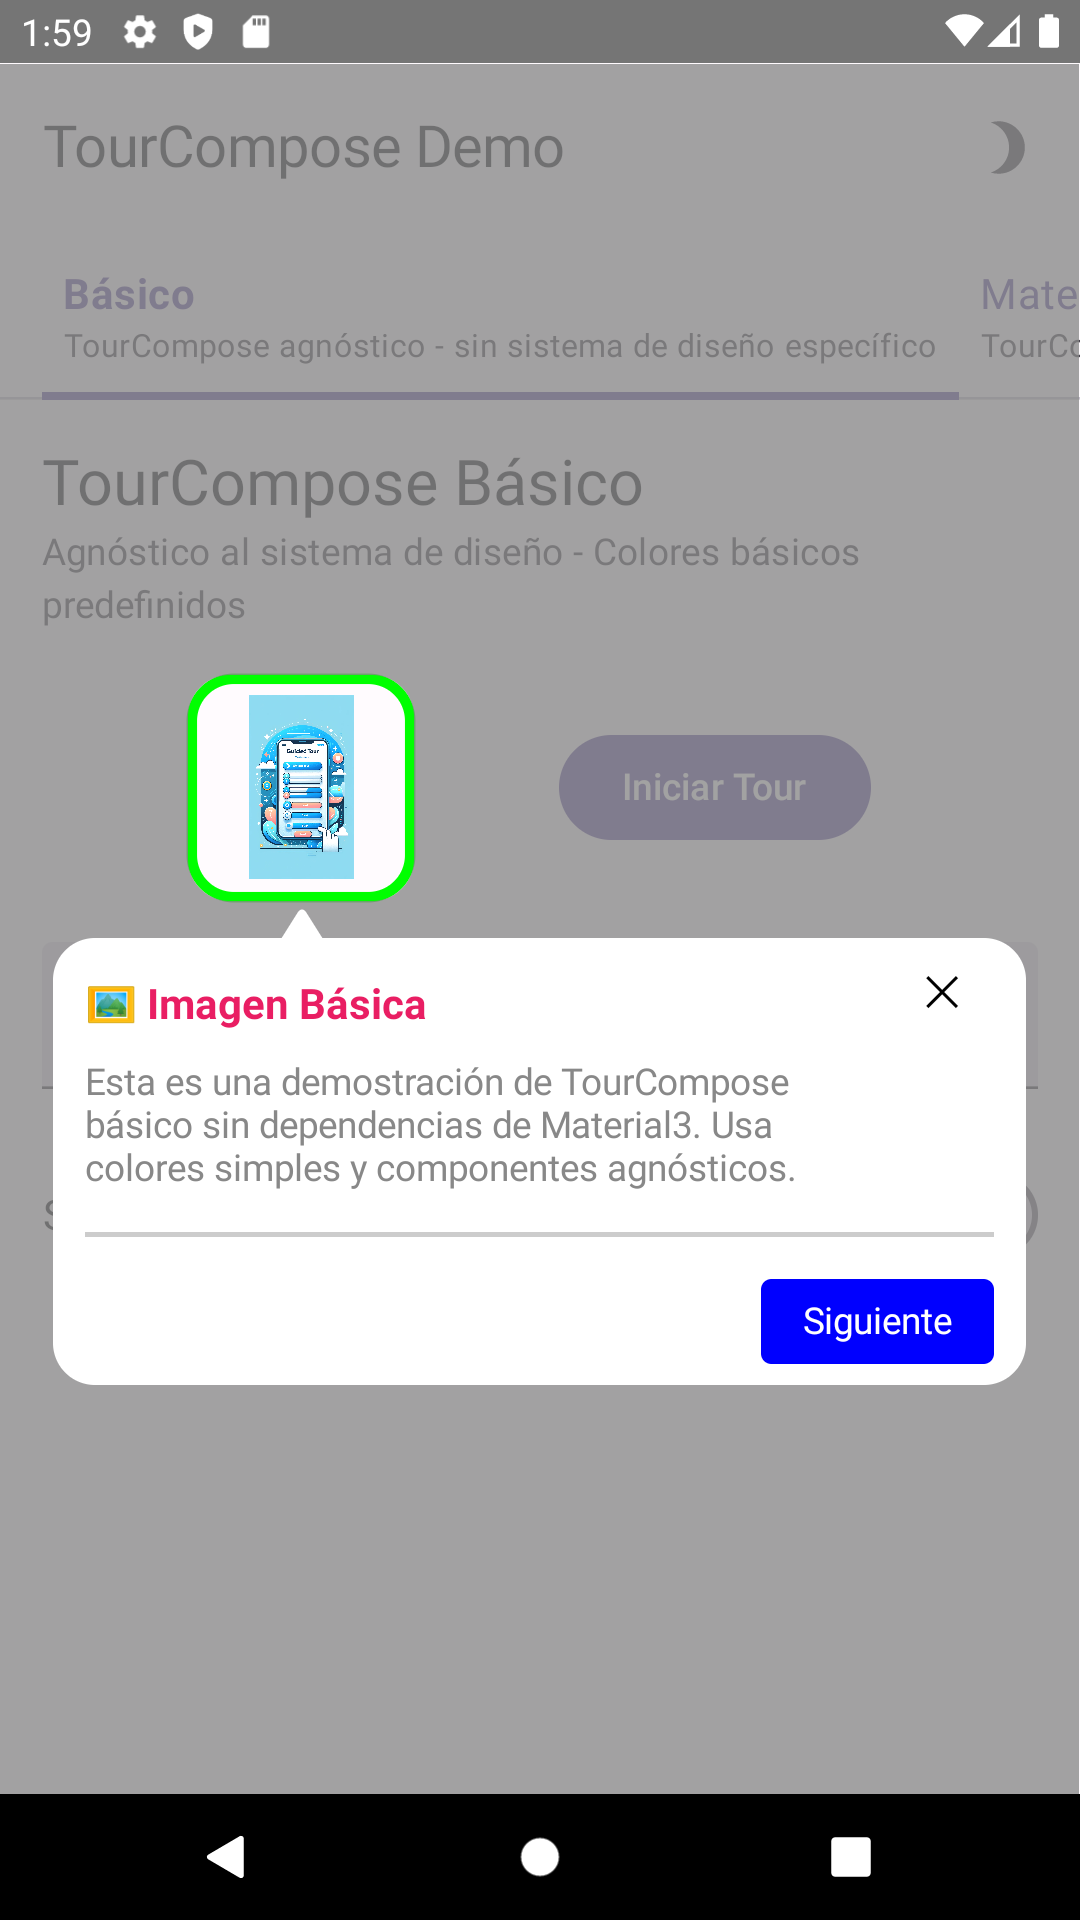 1:59
TourCompose Demo
Básico
Mate
TourCompose agnóstico - sin sistema de diseño específico
TourCo
TourCompose Básico
Agnóstico al sistema de diseño - Colores básicos
predefinidos
Guided Tour
Iniciar Tour
🖼️ Imagen Básica
Esta es una demostración de TourCompose
básico sin dependencias de Material3. Usa
colores simples y componentes agnósticos.
S
Siguiente